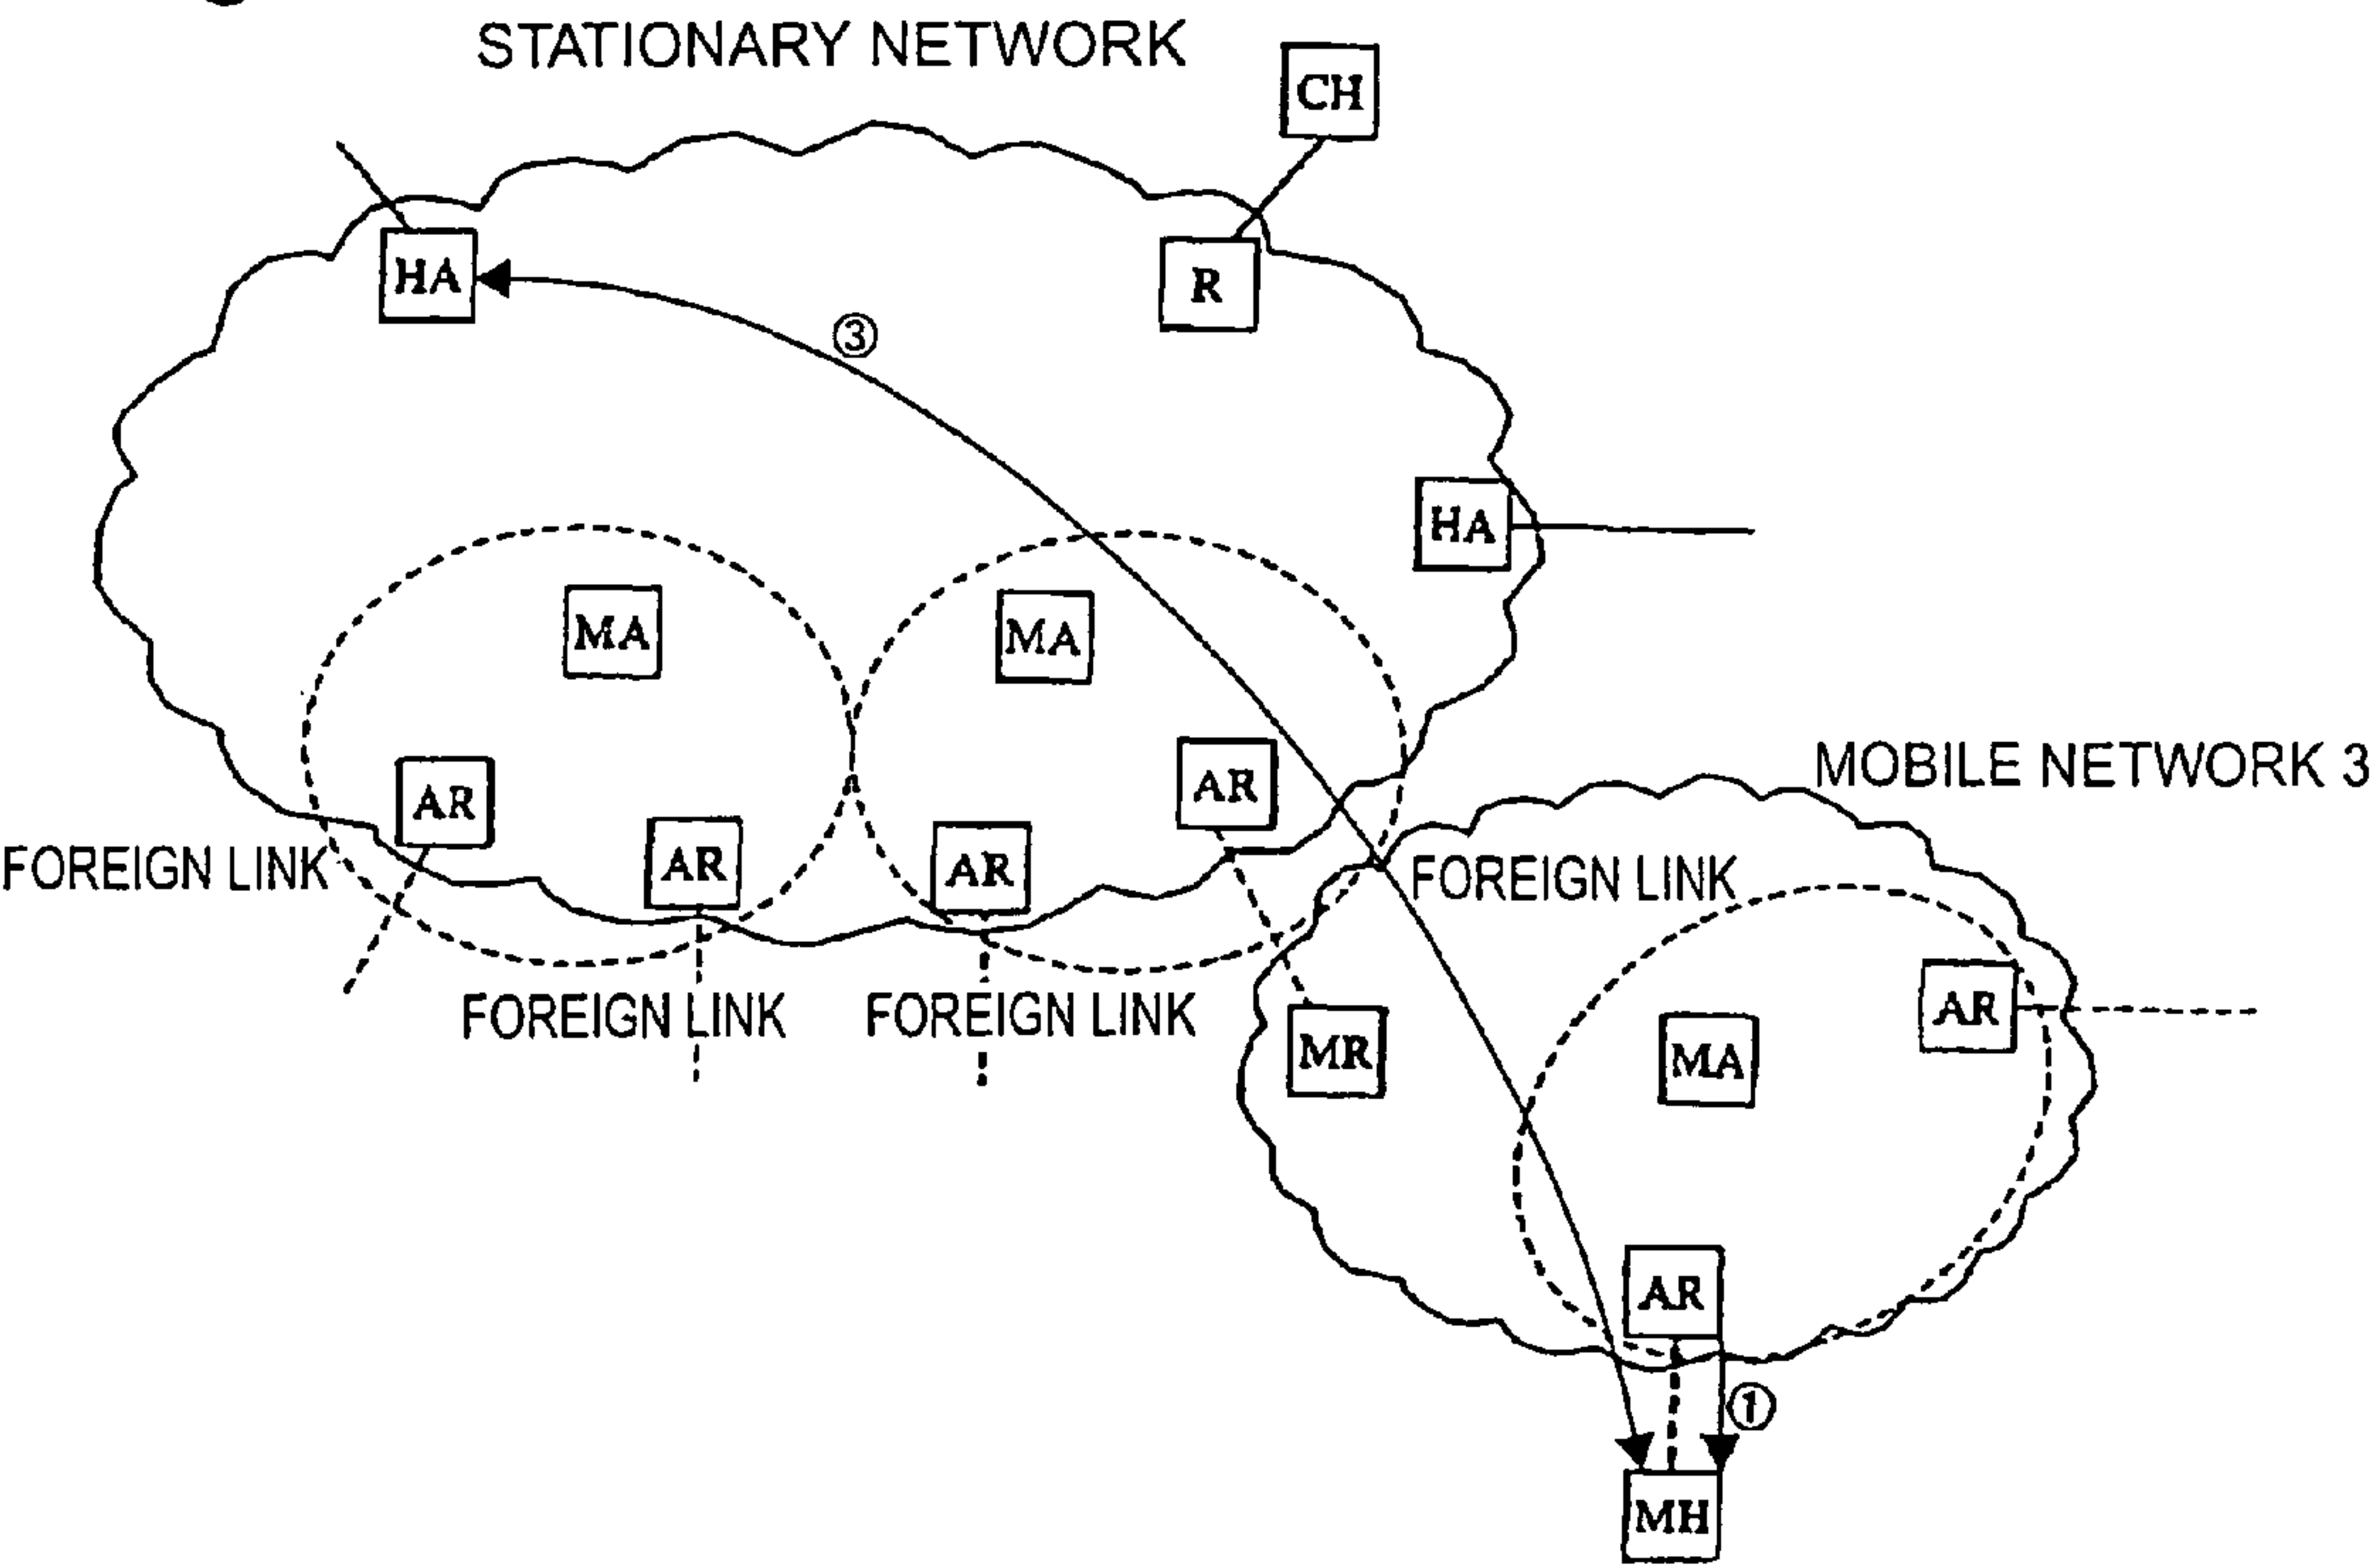 STATIONARY NETWORK
CH
HA
R
③
HA
MA
MA
AR
AR
AR
AR
MOBILE NETWORK 3
FOREIGN LINK
FOREIGN LINK
FOREIGN LINK
FOREIGN LINK
MR
MA
AR
AR
①
MH